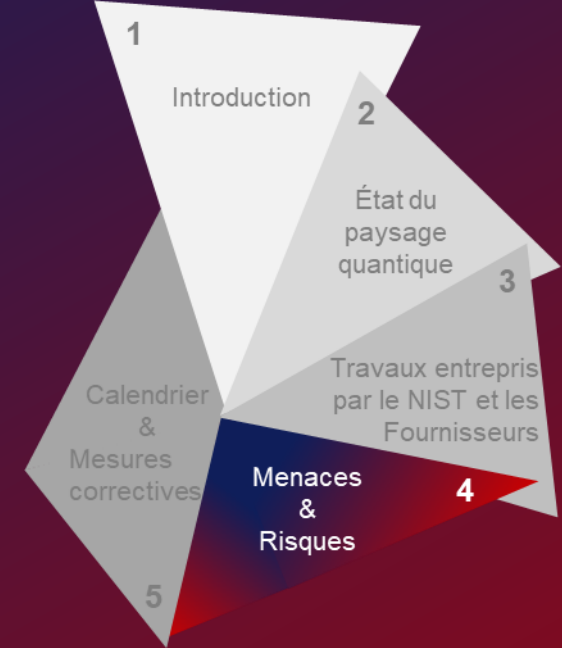 1
Introduction
2
État du
paysage
quantique
3
Travaux entrepris
par le NIST et les
Fournisseurs
4
Menaces
&
Risques
5
Calendrier
&
Mesures
correctives